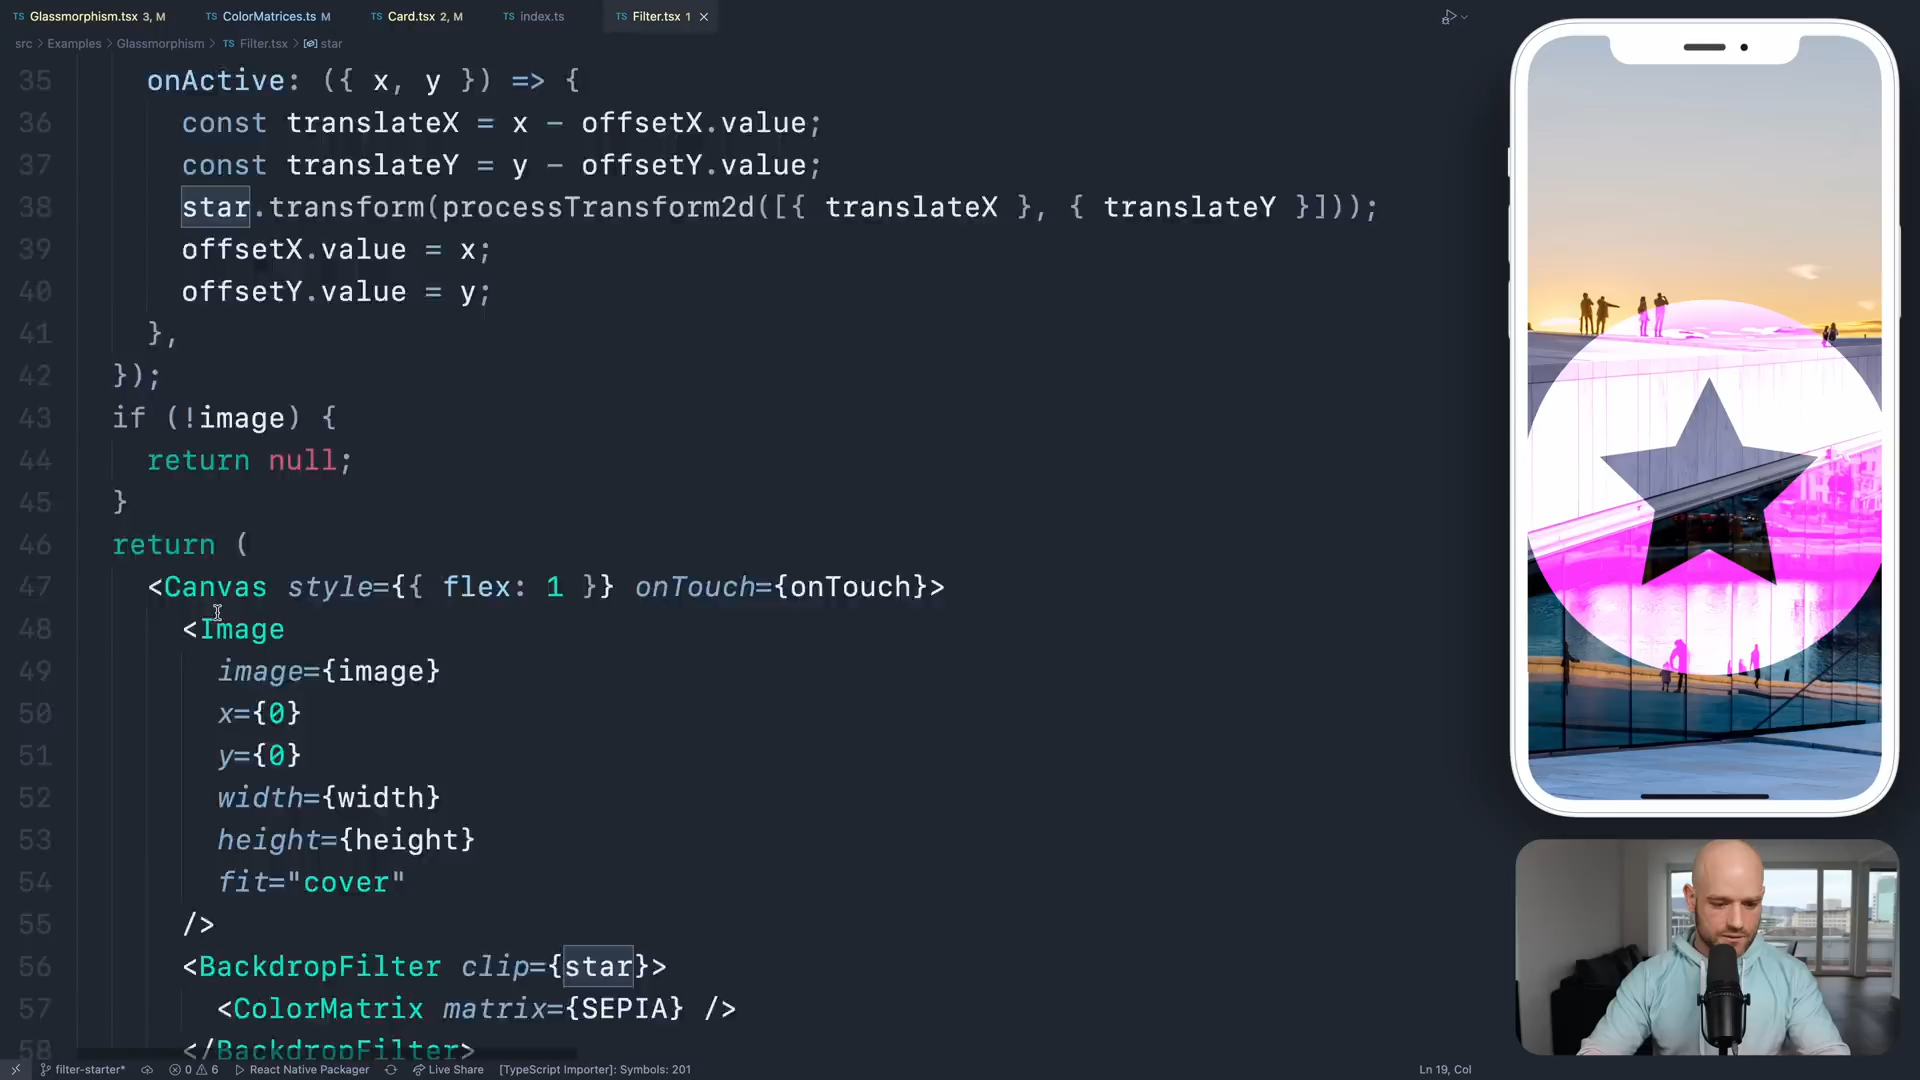 TS Glassmorphism.tsx 3, M
TS ColorMatrices.ts M
TS Card.tsx 2, M
TS index.ts
TS Filter.tsx 1
src > Examples > Glassmorphism > TS Filter.tsx > star
35 onActive: ({ x, y }) => {
36 const translateX = x - offsetX.value;
37 const translateY = y - offsetY.value;
38 star.transform(processTransform2d([{ translateX }, { translateY }]));
39 offsetX.value = x;
40 offsetY.value = y;
41 },
42 });
43 if (!image) {
44 return null;
45 }
46 return (
47 <Canvas style={{ flex: 1 }} onTouch={onTouch}>
48 <Image
49 image={image}
50 x={0}
51 y={0}
52 width={width}
53 height={height}
54 fit="cover"
55 />
56 <BackdropFilter clip={star}>
57 <ColorMatrix matrix={SEPIA} />
58 </BackdropFilter>
filter-starter* 0 6 React Native Packager Live Share [TypeScript Importer]: Symbols: 201 Ln 19, Col